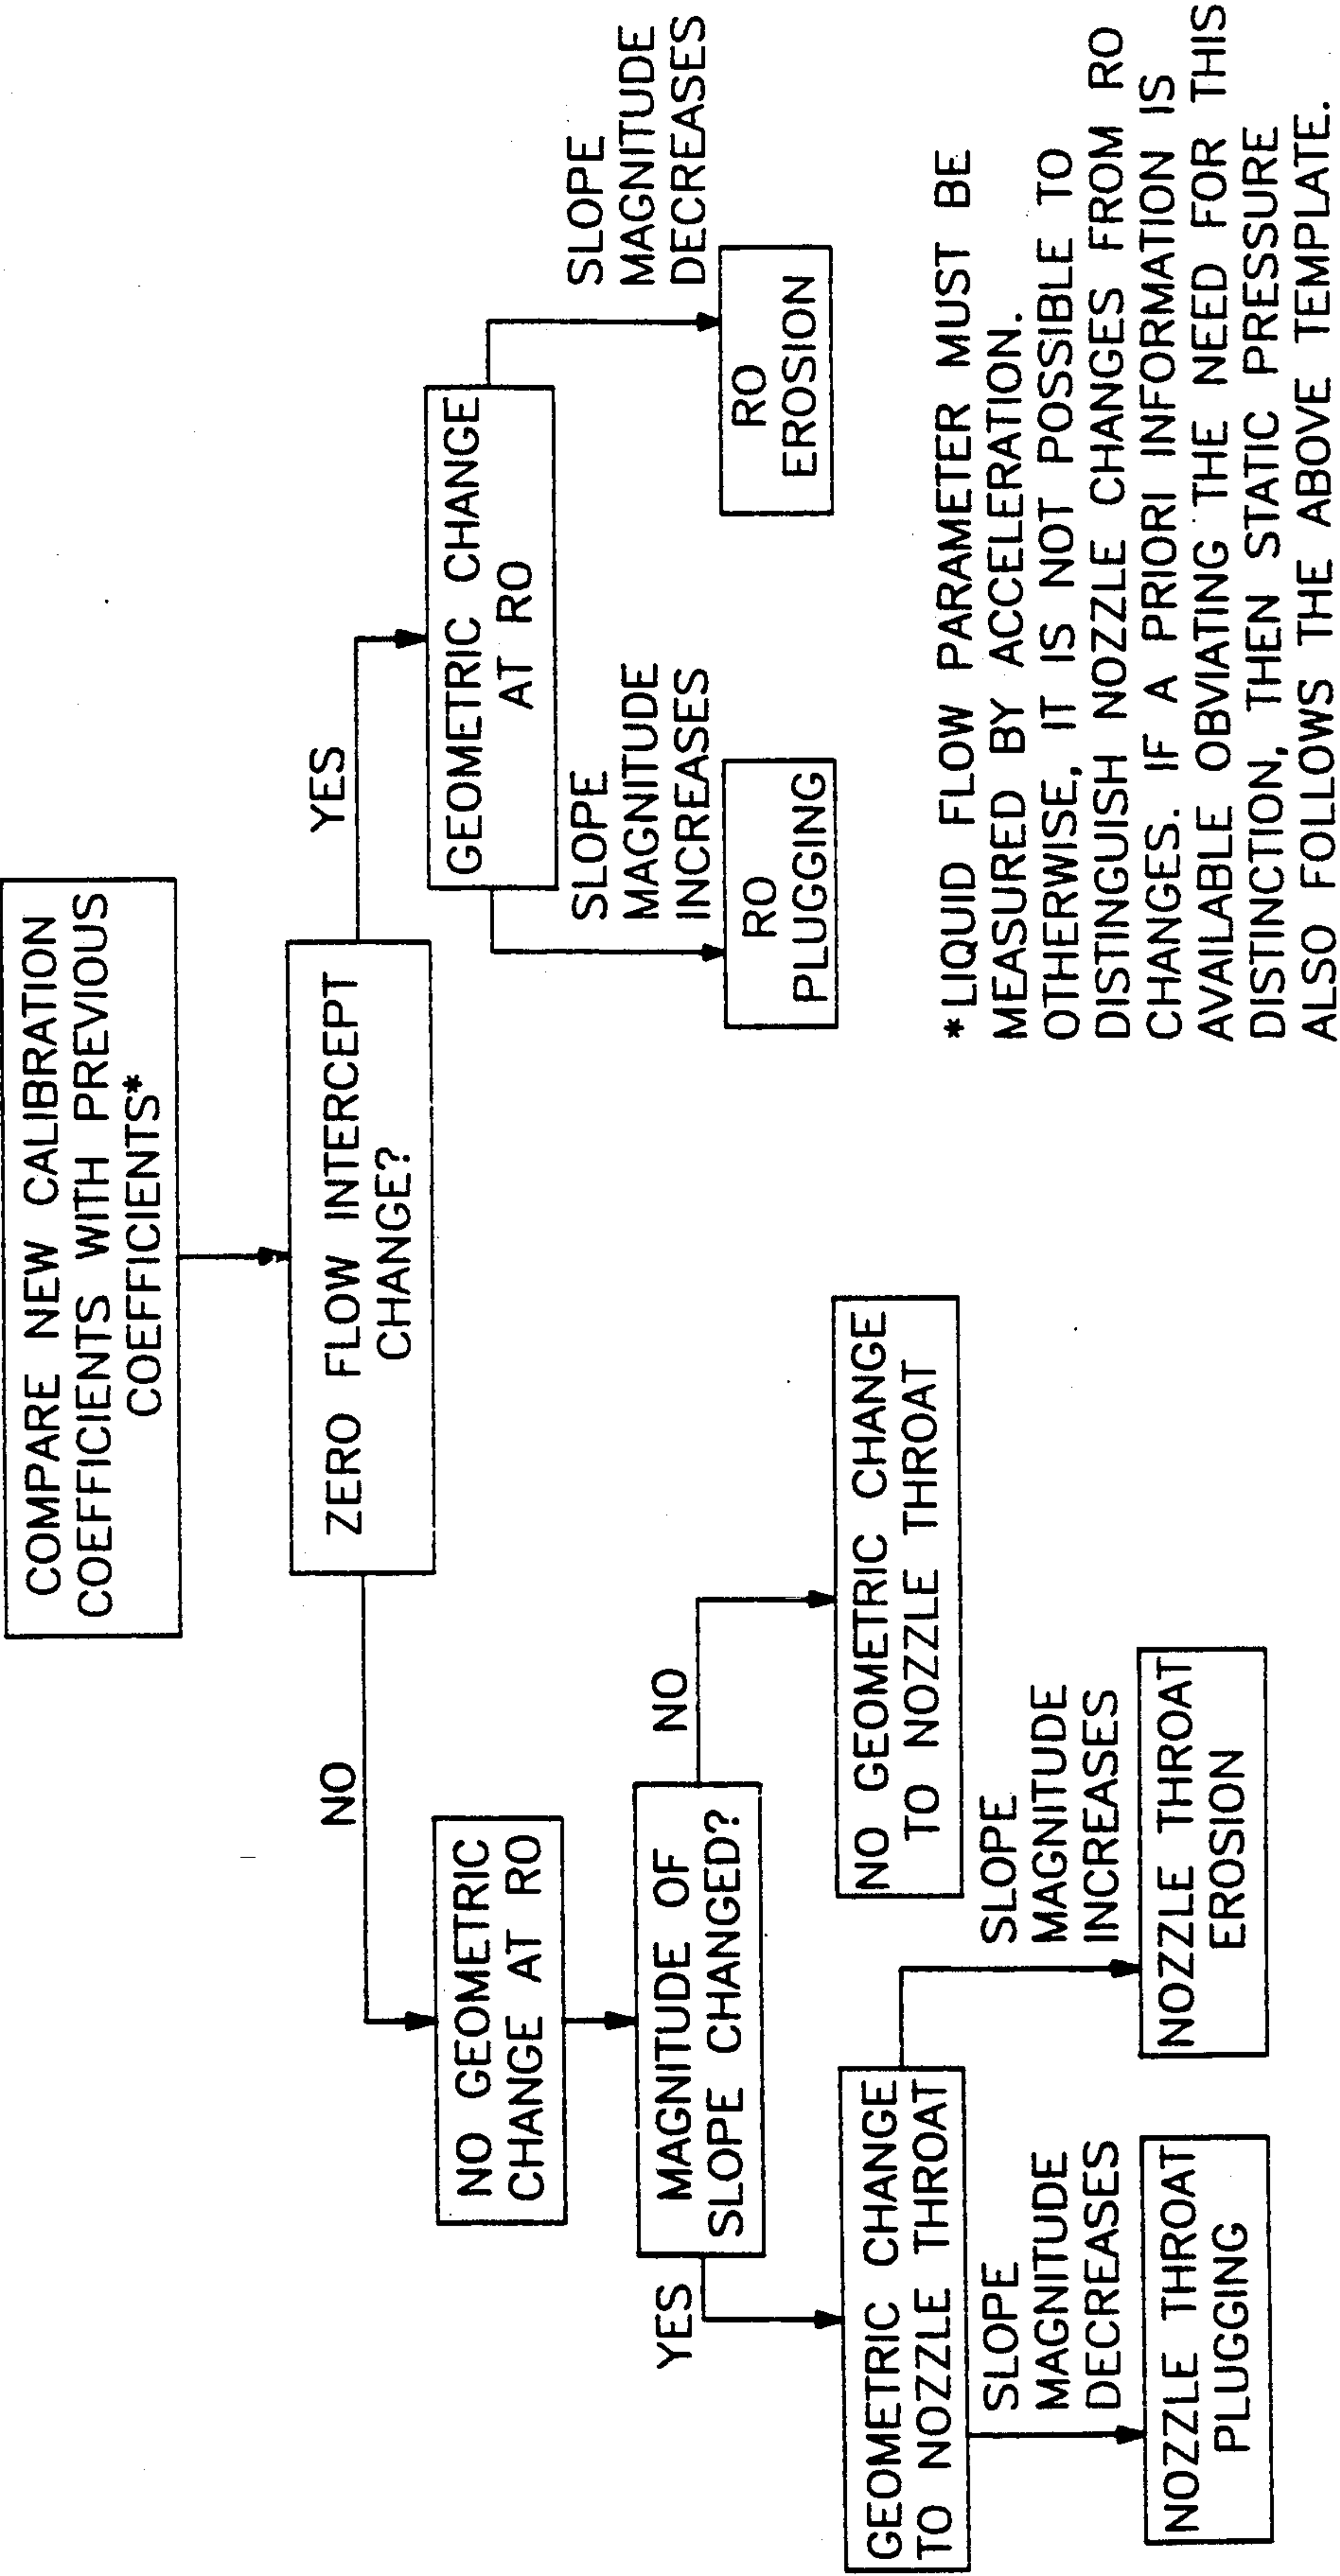 COMPARE NEW CALIBRATION
COEFFICIENTS WITH PREVIOUS
COEFFICIENTS*
ZERO FLOW INTERCEPT
CHANGE?
NO
YES
NO GEOMETRIC
CHANGE AT RO
GEOMETRIC CHANGE
AT RO
MAGNITUDE OF
SLOPE CHANGED?
SLOPE
MAGNITUDE
INCREASES
SLOPE
MAGNITUDE
DECREASES
YES
NO
RO
PLUGGING
RO
EROSION
GEOMETRIC CHANGE
TO NOZZLE THROAT
NO GEOMETRIC CHANGE
TO NOZZLE THROAT
SLOPE
MAGNITUDE
DECREASES
SLOPE
MAGNITUDE
INCREASES
NOZZLE THROAT
PLUGGING
NOZZLE THROAT
EROSION
*LIQUID FLOW PARAMETER MUST BE
MEASURED BY ACCELERATION.
OTHERWISE, IT IS NOT POSSIBLE TO
DISTINGUISH NOZZLE CHANGES FROM RO
CHANGES. IF A PRIORI INFORMATION IS
AVAILABLE OBVIATING THE NEED FOR THIS
DISTINCTION, THEN STATIC PRESSURE
ALSO FOLLOWS THE ABOVE TEMPLATE.